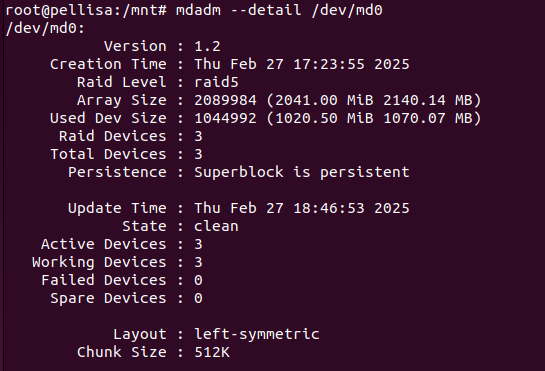 root@pellisa:/mnt# mdadm --detail /dev/md0
/dev/md0:
Version : 1.2
Creation Time : Thu Feb 27 17:23:55 2025
Raid Level : raid5
Array Size : 2089984 (2041.00 MiB 2140.14 MB)
Used Dev Size : 1044992 (1020.50 MiB 1070.07 MB)
Raid Devices : 3
Total Devices : 3
Persistence : Superblock is persistent

Update Time : Thu Feb 27 18:46:53 2025
State : clean
Active Devices : 3
Working Devices : 3
Failed Devices : 0
Spare Devices : 0

Layout : left-symmetric
Chunk Size : 512K